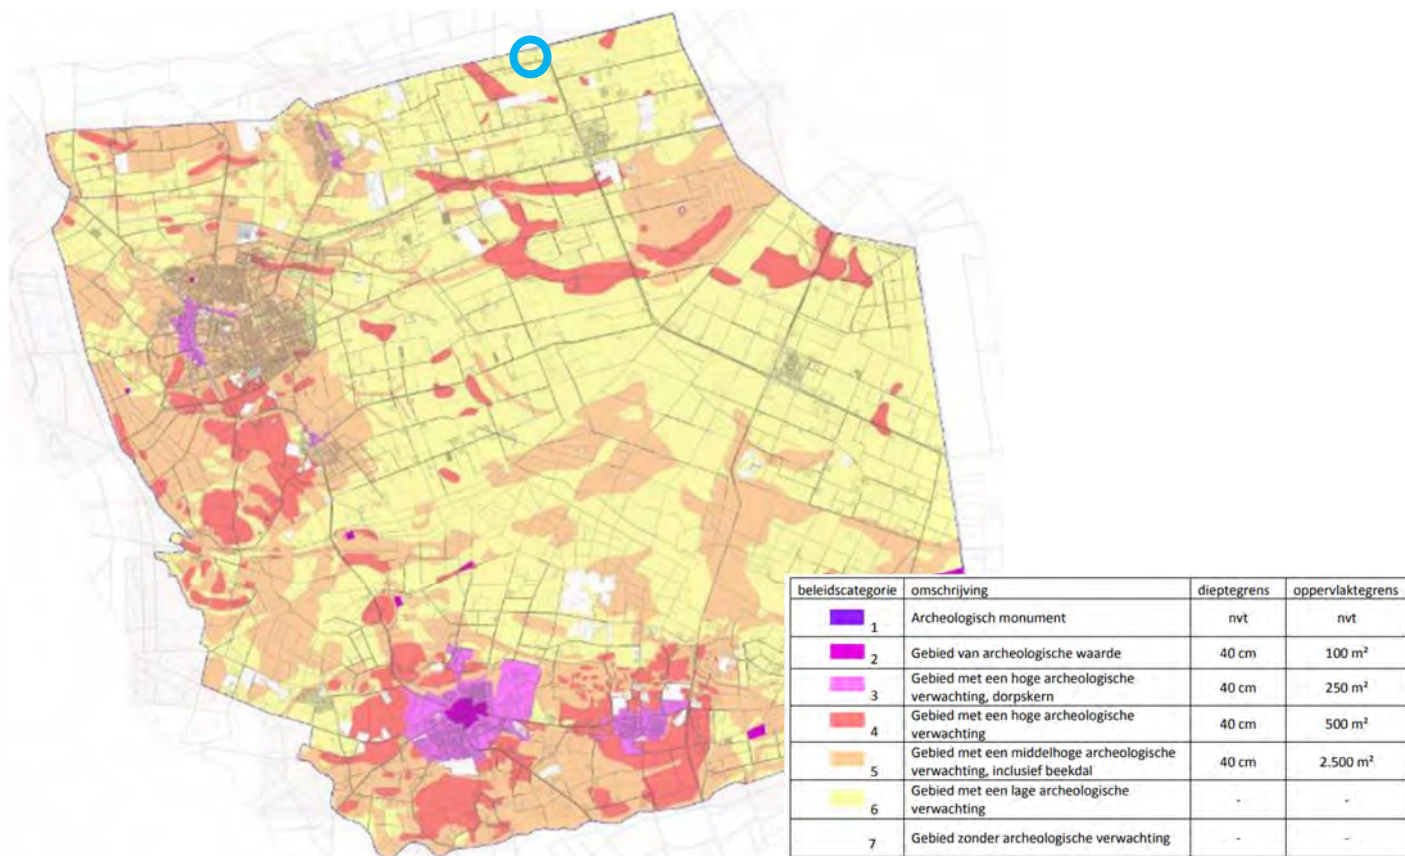 beleidscategorie omschrijving dieptegrens oppervlaktegrens
1 Archeologisch monument nvt nvt
2 Gebied van archeologische waarde 40 cm 100 m²
3 Gebied met een hoge archeologische verwachting, dorpskern 40 cm 250 m²
4 Gebied met een hoge archeologische verwachting 40 cm 500 m²
5 Gebied met een middelhoge archeologische verwachting, inclusief beekdal 40 cm 2.500 m²
6 Gebied met een lage archeologische verwachting - -
7 Gebied zonder archeologische verwachting - -